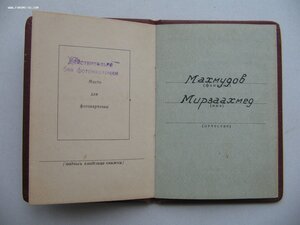 Действительно
без фотокарточки
Место
для
фотокарточки
(подпись владельца книжки)
Махмудов
(фамилия)
Мирзаахмед
(имя)
(отчество)